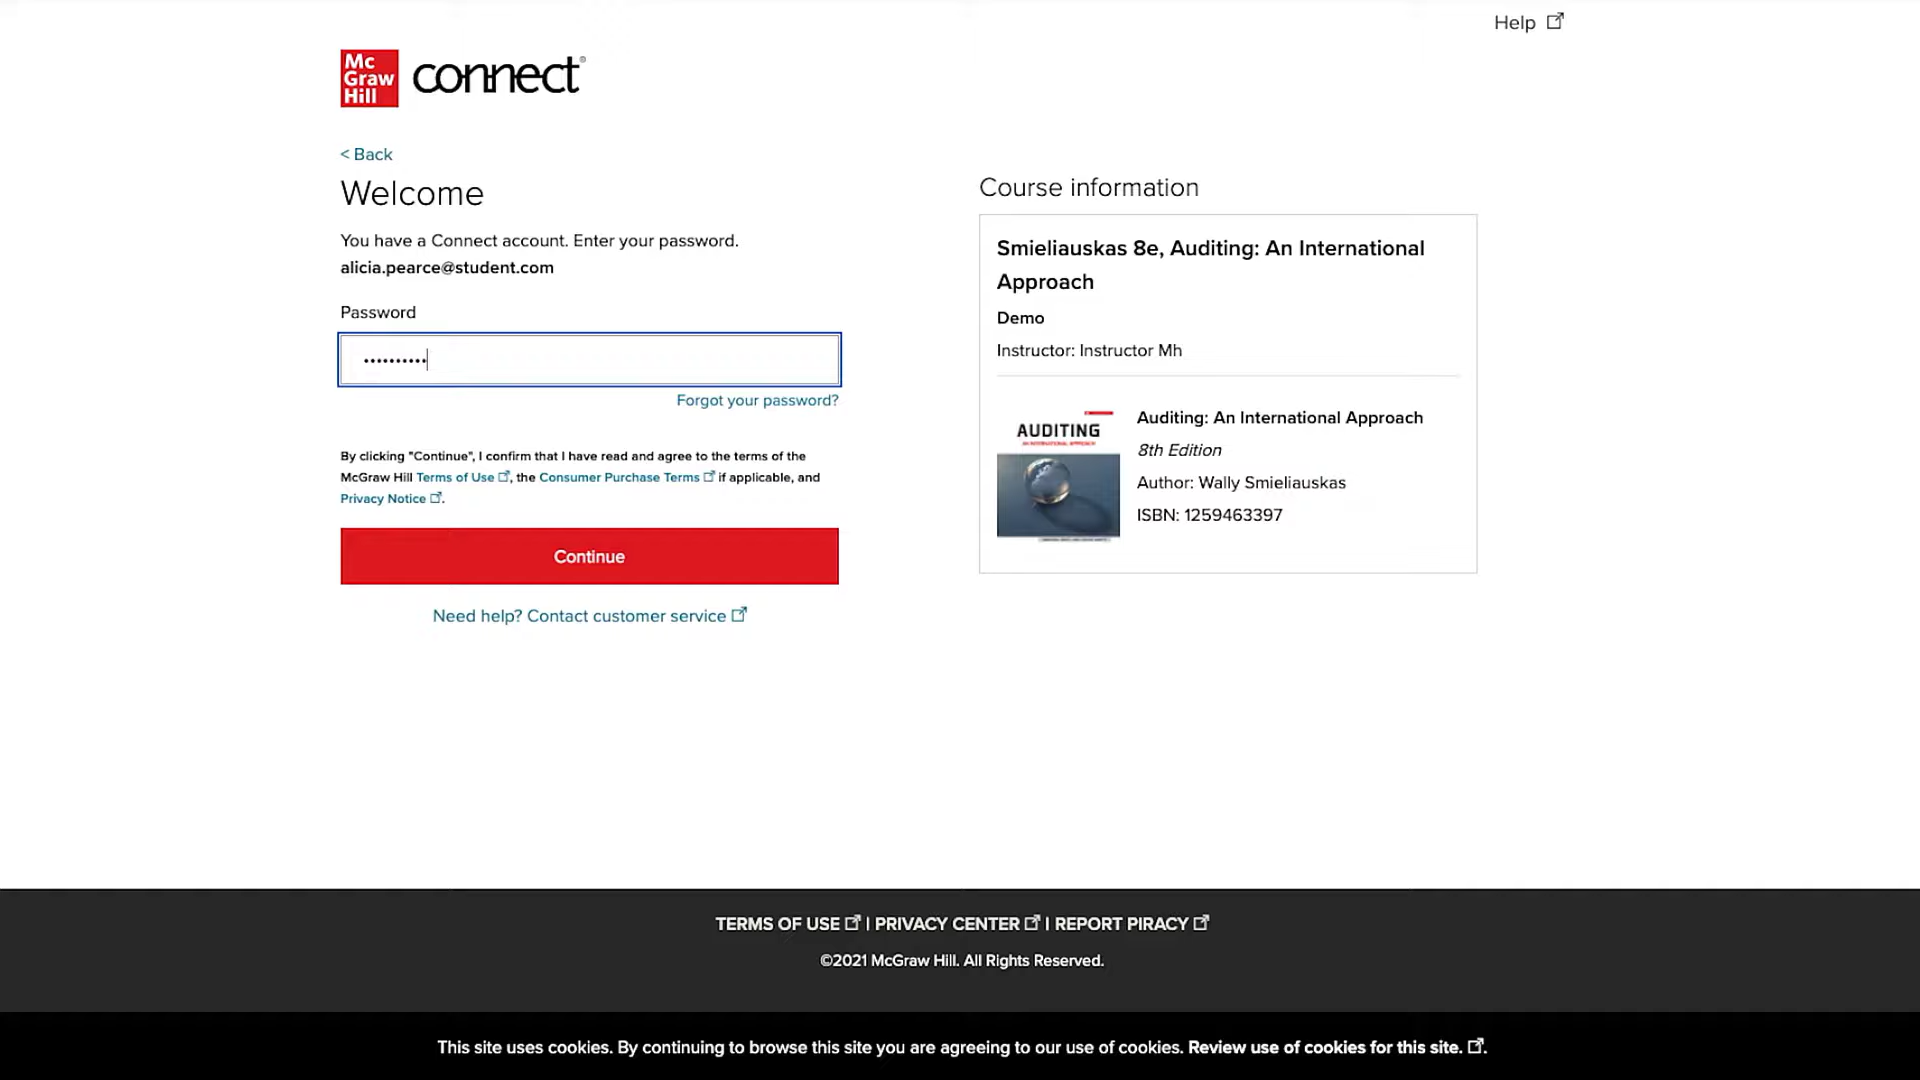 Help
Mc
Graw
Hill
connect®
< Back
Welcome
You have a Connect account. Enter your password.
alicia.pearce@student.com
Password
••••••••••
Forgot your password?
By clicking "Continue", I confirm that I have read and agree to the terms of the
McGraw Hill Terms of Use, the Consumer Purchase Terms if applicable, and
Privacy Notice.
Continue
Need help? Contact customer service
Course information
Smieliauskas 8e, Auditing: An International
Approach
Demo
Instructor: Instructor Mh
AUDITING
AN INTERNATIONAL APPROACH
Auditing: An International Approach
8th Edition
Author: Wally Smieliauskas
ISBN: 1259463397
TERMS OF USE | PRIVACY CENTER | REPORT PIRACY
©2021 McGraw Hill. All Rights Reserved.
This site uses cookies. By continuing to browse this site you are agreeing to our use of cookies. Review use of cookies for this site.